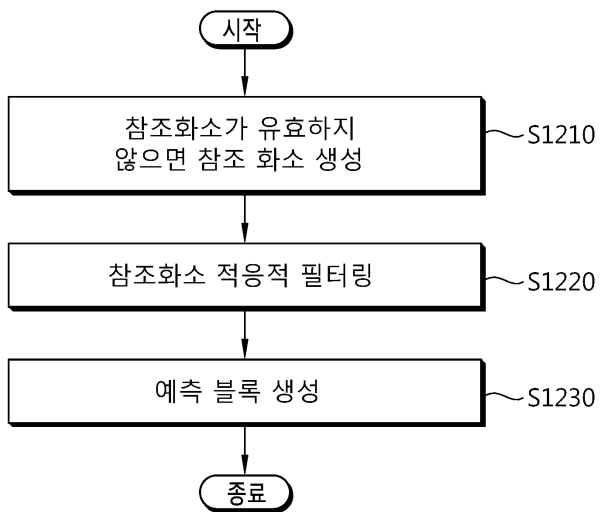 시작
참조화소가 유효하지
않으면 참조 화소 생성
S1210
참조화소 적응적 필터링
S1220
예측 블록 생성
S1230
종료